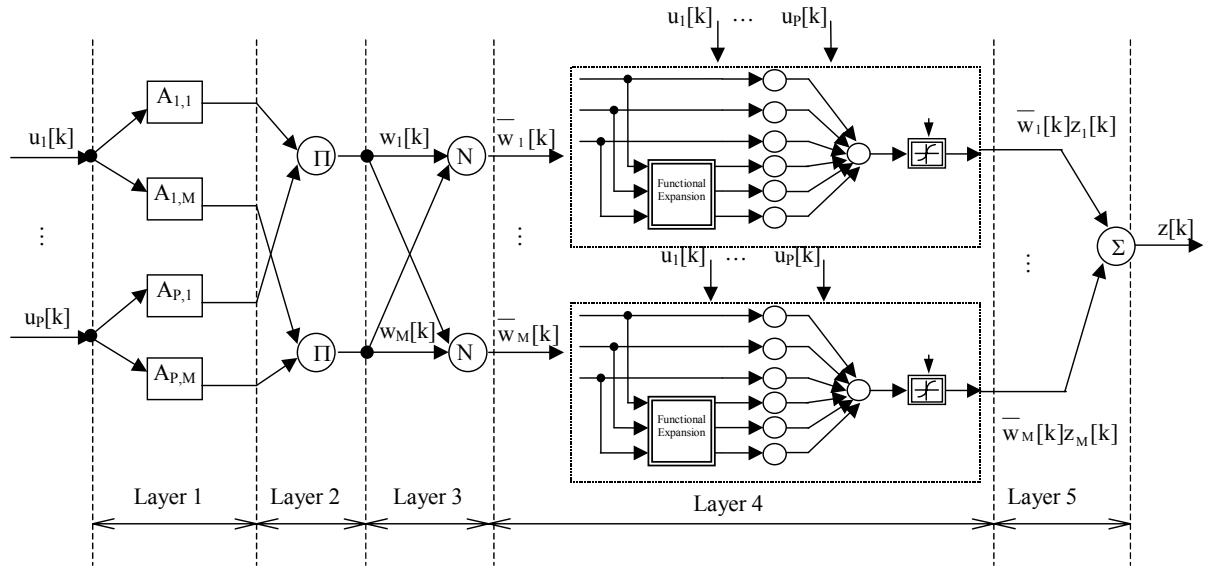 u1[k] … uP[k]
A1,1
u1[k]
A1,M
⋮
AP,1
uP[k]
AP,M
Π
⋮
Π
w1[k]
wM[k]
N
⋮
N
w̅1[k]
⋮
w̅M[k]
Functional
Expansion
u1[k] … uP[k]
Functional
Expansion
w̅1[k]z1[k]
⋮
w̅M[k]zM[k]
Σ
z[k]
Layer 1
Layer 2
Layer 3
Layer 4
Layer 5